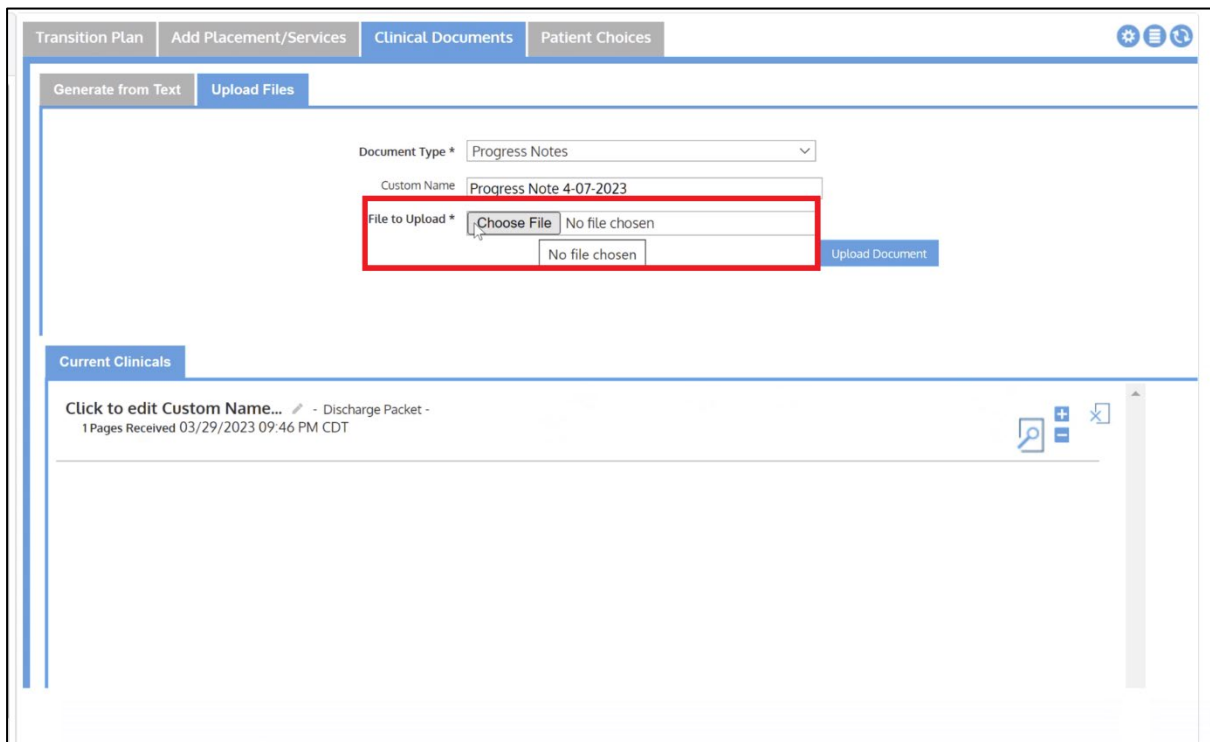 Transition Plan Add Placement/Services Clinical Documents Patient Choices
Generate from Text Upload Files
Document Type * Progress Notes
Custom Name Progress Note 4-07-2023
File to Upload * Choose File No file chosen
No file chosen Upload Document
Current Clinicals
Click to edit Custom Name... - Discharge Packet -
1 Pages Received 03/29/2023 09:46 PM CDT